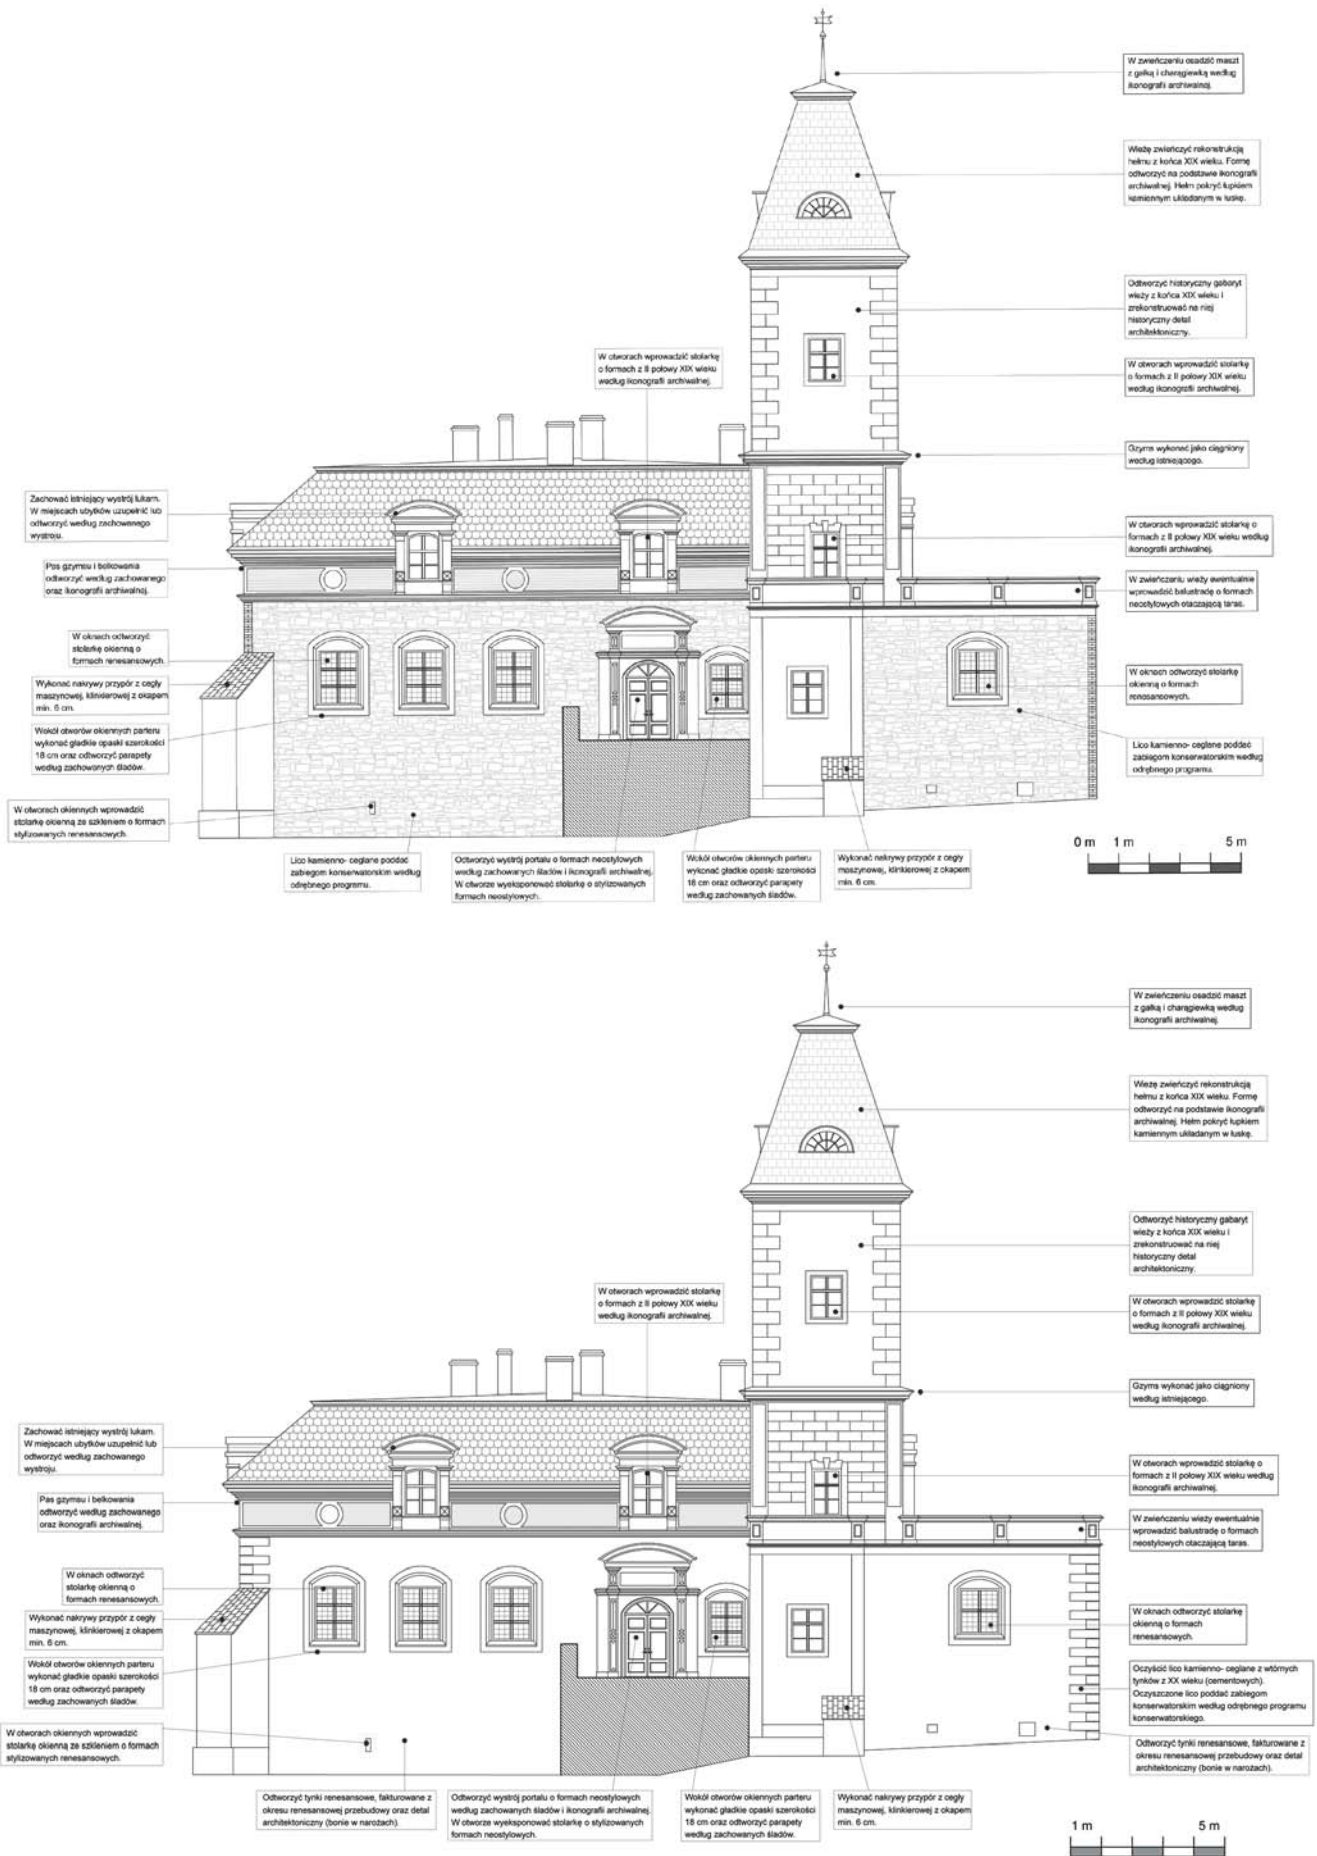 W zwieńczeniu osadzić maszt
z gałką i charągiewką według
ikonografii archiwalnej.
Wieżę zwieńczyć rekonstrukcją
hełmu z końca XIX wieku. Formę
odtworzyć na podstawie ikonografii
archiwalnej. Hełm pokryć łupkiem
kamiennym układanym w łuskę.
Odtworzyć historyczny gabaryt
wieży z końca XIX wieku i
zrekonstruować na niej
historyczny detal
architektoniczny.
W otworach wprowadzić stolarkę
o formach z II połowy XIX wieku
według ikonografii archiwalnej.
W otworach wprowadzić stolarkę
o formach z II połowy XIX wieku
według ikonografii archiwalnej.
Gzyms wykonać jako ciągniony
według istniejącego.
Zachować istniejący wystrój lukarn.
W miejscach ubytków uzupełnić lub
odtworzyć według zachowanego
wystroju.
W otworach wprowadzić stolarkę o
formach z II połowy XIX wieku według
ikonografii archiwalnej.
Pas gzymsu i belkowania
odtworzyć według zachowanego
oraz ikonografii archiwalnej.
W zwieńczeniu wieży ewentualnie
wprowadzić balustradę o formach
neostylowych otaczającą taras.
W oknach odtworzyć
stolarkę okienną o
formach renesansowych.
W oknach odtworzyć stolarkę
okienną o formach
renesansowych.
Wykonać nakrywy przypór z cegły
maszynowej, klinkierowej z okapem
min. 6 cm.
Wokół otworów okiennych parteru
wykonać gładkie opaski szerokości
18 cm oraz odtworzyć parapety
według zachowanych śladów.
Lico kamienno- ceglane poddać
zabiegom konserwatorskim według
odrębnego programu.
W otworach okiennych wprowadzić
stolarkę okienną ze szkleniem o formach
stylizowanych renesansowych.
Lico kamienno- ceglane poddać
zabiegom konserwatorskim według
odrębnego programu.
Odtworzyć wystrój portalu o formach neostylowych
według zachowanych śladów i ikonografii archiwalnej.
W otworze wyeksponować stolarkę o stylizowanych
formach neostylowych.
Wokół otworów okiennych parteru
wykonać gładkie opaski szerokości
18 cm oraz odtworzyć parapety
według zachowanych śladów.
Wykonać nakrywy przypór z cegły
maszynowej, klinkierowej z okapem
min. 6 cm.
0 m 1 m 5 m
W zwieńczeniu osadzić maszt
z gałką i charągiewką według
ikonografii archiwalnej.
Wieżę zwieńczyć rekonstrukcją
hełmu z końca XIX wieku. Formę
odtworzyć na podstawie ikonografii
archiwalnej. Hełm pokryć łupkiem
kamiennym układanym w łuskę.
Odtworzyć historyczny gabaryt
wieży z końca XIX wieku i
zrekonstruować na niej
historyczny detal
architektoniczny.
W otworach wprowadzić stolarkę
o formach z II połowy XIX wieku
według ikonografii archiwalnej.
W otworach wprowadzić stolarkę
o formach z II połowy XIX wieku
według ikonografii archiwalnej.
Gzyms wykonać jako ciągniony
według istniejącego.
Zachować istniejący wystrój lukarn.
W miejscach ubytków uzupełnić lub
odtworzyć według zachowanego
wystroju.
W otworach wprowadzić stolarkę o
formach z II połowy XIX wieku według
ikonografii archiwalnej.
Pas gzymsu i belkowania
odtworzyć według zachowanego
oraz ikonografii archiwalnej.
W zwieńczeniu wieży ewentualnie
wprowadzić balustradę o formach
neostylowych otaczającą taras.
W oknach odtworzyć
stolarkę okienną o
formach renesansowych.
W oknach odtworzyć stolarkę
okienną o formach
renesansowych.
Wykonać nakrywy przypór z cegły
maszynowej, klinkierowej z okapem
min. 6 cm.
Wokół otworów okiennych parteru
wykonać gładkie opaski szerokości
18 cm oraz odtworzyć parapety
według zachowanych śladów.
Oczyścić lico kamienno- ceglane z wtórnych
tynków z XX wieku (cementowych).
Oczyszczone lico poddać zabiegom
konserwatorskim według odrębnego programu
konserwatorskiego.
W otworach okiennych wprowadzić
stolarkę okienną ze szkleniem o formach
stylizowanych renesansowych.
Odtworzyć tynki renesansowe, fakturowane z
okresu renesansowej przebudowy oraz detal
architektoniczny (bonie w narożach).
Odtworzyć tynki renesansowe, fakturowane z
okresu renesansowej przebudowy oraz detal
architektoniczny (bonie w narożach).
Odtworzyć wystrój portalu o formach neostylowych
według zachowanych śladów i ikonografii archiwalnej.
W otworze wyeksponować stolarkę o stylizowanych
formach neostylowych.
Wokół otworów okiennych parteru
wykonać gładkie opaski szerokości
18 cm oraz odtworzyć parapety
według zachowanych śladów.
Wykonać nakrywy przypór z cegły
maszynowej, klinkierowej z okapem
min. 6 cm.
1 m 5 m